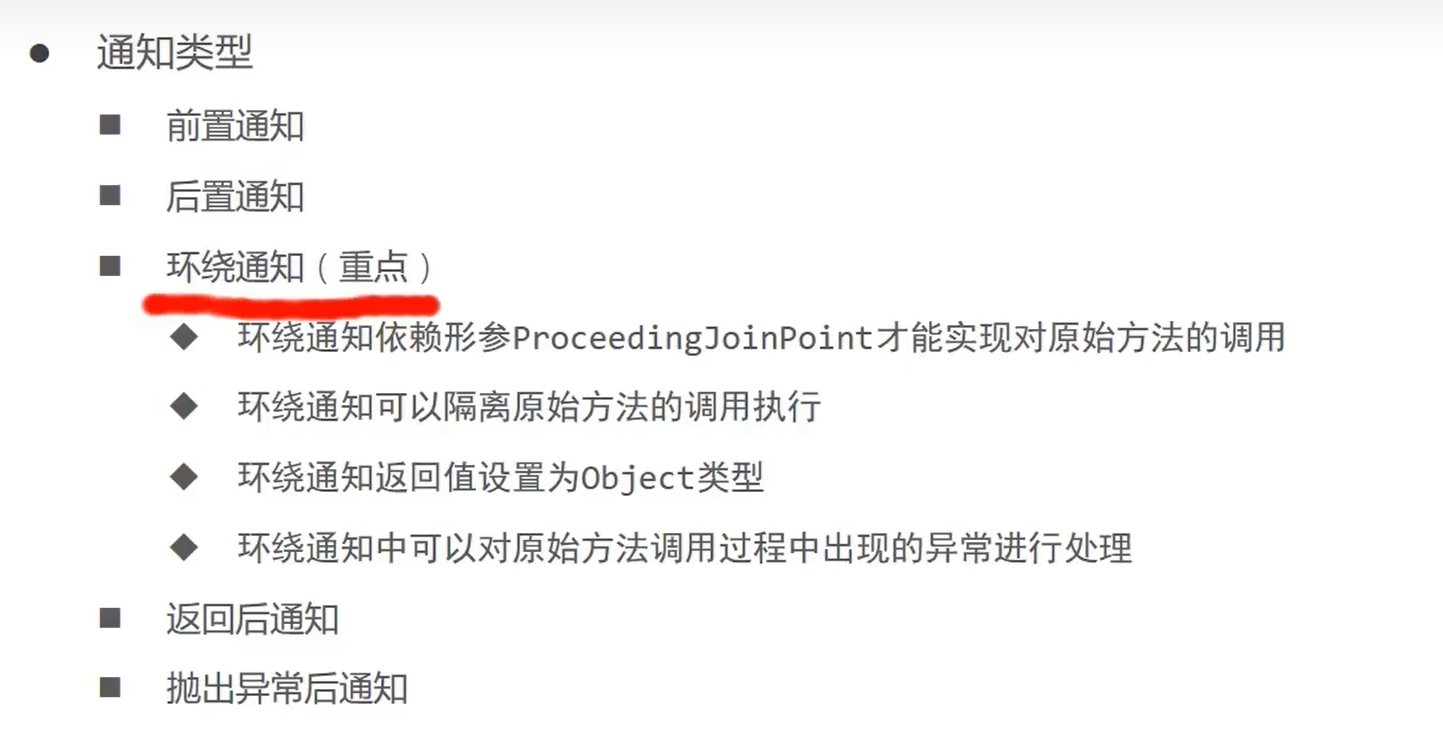 通知类型
前置通知
后置通知
环绕通知（重点）
环绕通知依赖形参ProceedingJoinPoint才能实现对原始方法的调用
环绕通知可以隔离原始方法的调用执行
环绕通知返回值设置为Object类型
环绕通知中可以对原始方法调用过程中出现的异常进行处理
返回后通知
抛出异常后通知